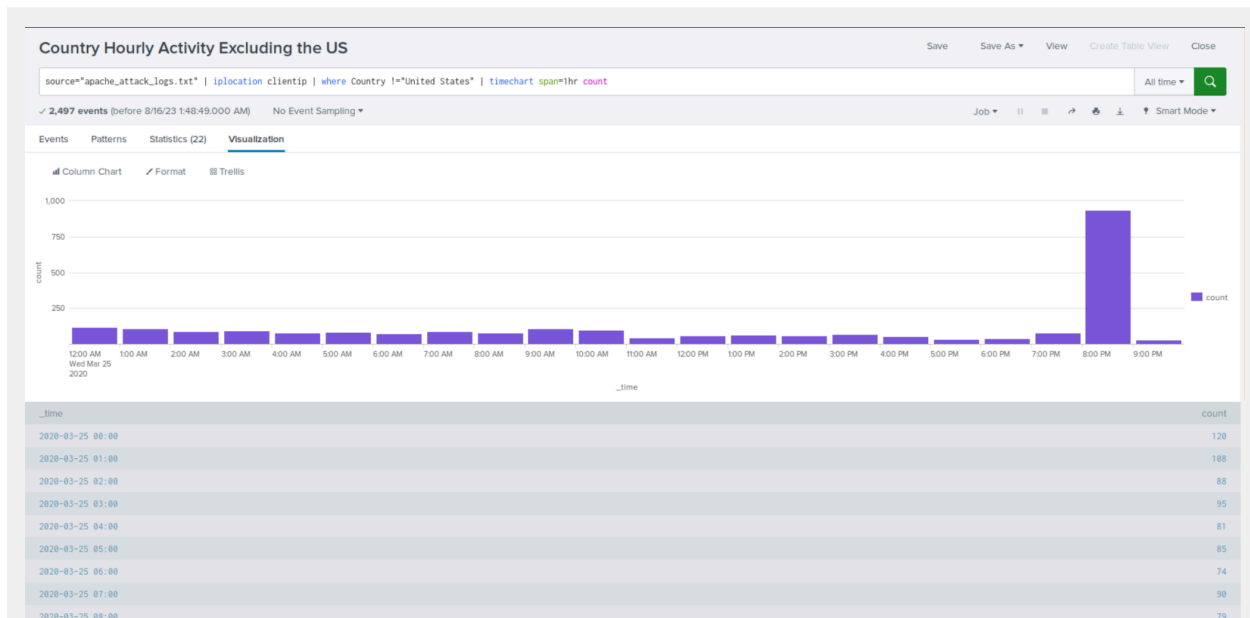 Country Hourly Activity Excluding the US
Save Save As View Create Table View Close
source="apache_attack_logs.txt" | iplocation clientip | where Country !="United States" | timechart span=1hr count
All time
2,497 events (before 8/16/23 1:48:49.000 AM) No Event Sampling
Job Smart Mode
Events Patterns Statistics (22) Visualization
Column Chart Format Trellis
1,000
750
500
250
count
count
12:00 AM 1:00 AM 2:00 AM 3:00 AM 4:00 AM 5:00 AM 6:00 AM 7:00 AM 8:00 AM 9:00 AM 10:00 AM 11:00 AM 12:00 PM 1:00 PM 2:00 PM 3:00 PM 4:00 PM 5:00 PM 6:00 PM 7:00 PM 8:00 PM 9:00 PM
Wed Mar 25
2020
_time
_time count
2020-03-25 00:00 120
2020-03-25 01:00 108
2020-03-25 02:00 88
2020-03-25 03:00 95
2020-03-25 04:00 81
2020-03-25 05:00 85
2020-03-25 06:00 74
2020-03-25 07:00 90
2020-03-25 08:00 79